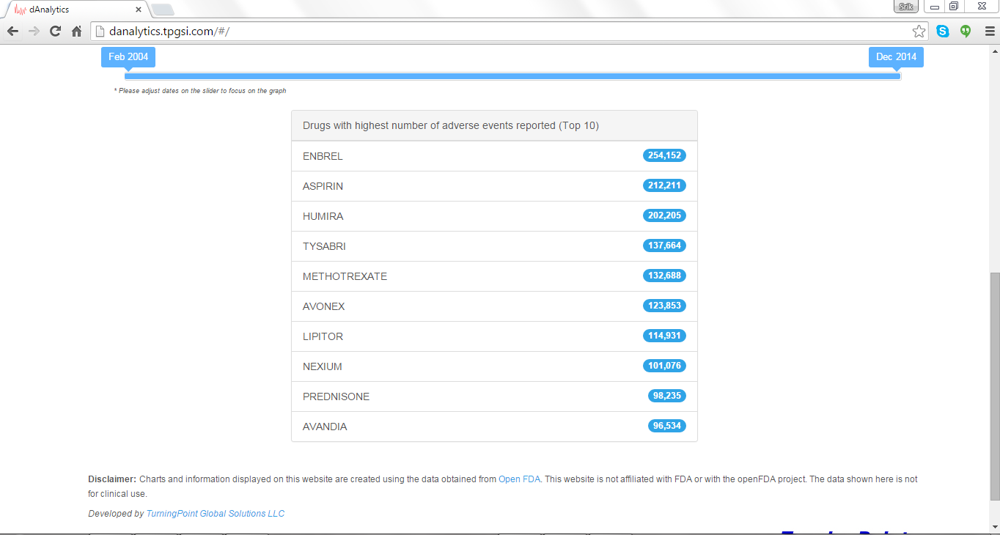 dAnalytics
Srik
danalytics.tpgsi.com/#/
Feb 2004
Dec 2014
* Please adjust dates on the slider to focus on the graph
Drugs with highest number of adverse events reported (Top 10)
ENBREL 254,152
ASPIRIN 212,211
HUMIRA 202,205
TYSABRI 137,664
METHOTREXATE 132,688
AVONEX 123,853
LIPITOR 114,931
NEXIUM 101,076
PREDNISONE 98,235
AVANDIA 96,534
Disclaimer: Charts and information displayed on this website are created using the data obtained from Open FDA. This website is not affiliated with FDA or with the openFDA project. The data shown here is not
for clinical use.
Developed by TurningPoint Global Solutions LLC